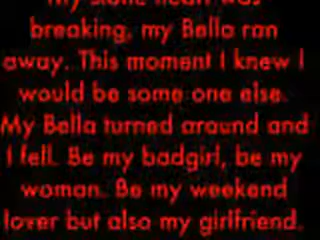 My stone heart was
breaking, my Bella ran
away. This moment I knew I
would be some one else.
My Bella turned around and
I fell. Be my badgirl, be my
woman. Be my weekend
lover but also my girlfriend.